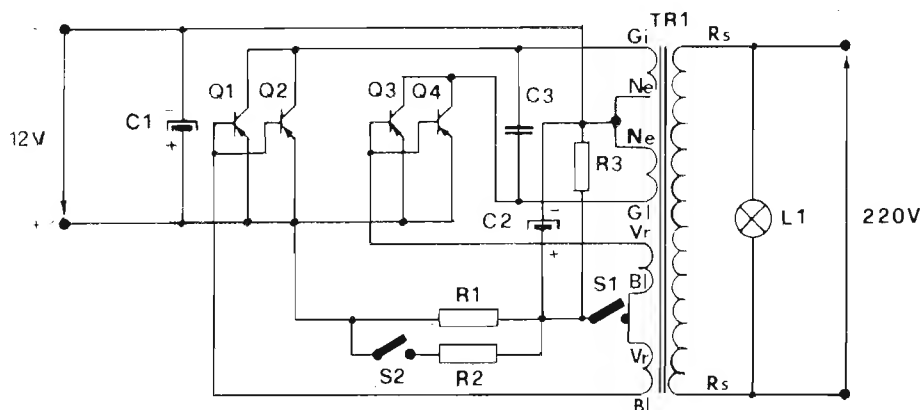 TR1
Gi
Rs
-
Q1
Q2
Q3
Q4
Ne
C3
C1
-
+
12V
Ne
R3
C2
-
+
Gl
Vr
L1
220V
+
R1
S1
Bl
S2
R2
Vr
Rs
Bl